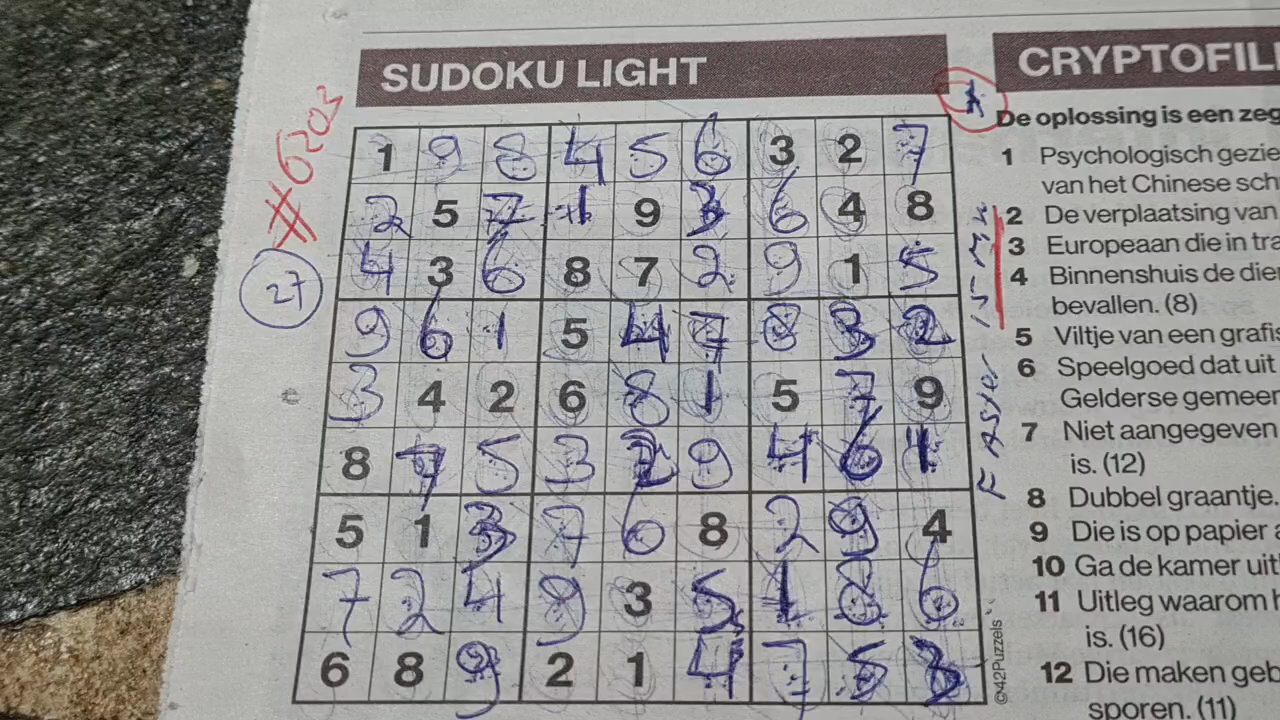 SUDOKU LIGHT
#6203
27
1 9 8 4 5 6 3 2 7
2 5 7 1 9 3 6 4 8
4 3 6 8 7 2 9 1 5
9 6 1 5 4 7 8 3 2
3 4 2 6 8 1 5 7 9
8 7 5 3 2 9 4 6 1
5 1 3 7 6 8 2 9 4
7 2 4 9 3 5 1 8 6
6 8 9 2 1 4 7 5 3
©42Puzzels
CRYPTOFIL
De oplossing is een zeg
1 Psychologisch gezie
van het Chinese sch
2 De verplaatsing van
3 Europeaan die in tra
4 Binnenshuis de die
bevallen. (8)
5 Viltje van een grafis
6 Speelgoed dat uit
Gelderse gemeer
7 Niet aangegeven
is. (12)
8 Dubbel graantje.
9 Die is op papier a
10 Ga de kamer uit
11 Uitleg waarom h
is. (16)
12 Die maken geb
sporen. (11)